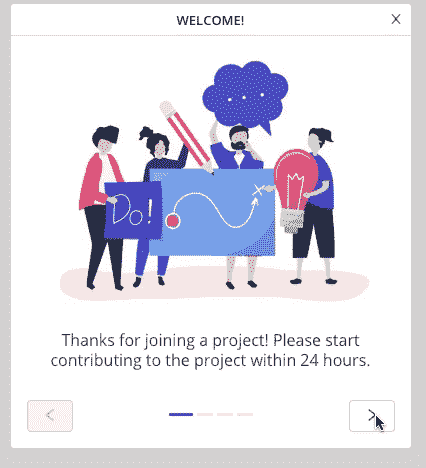 WELCOME!
Do!
Thanks for joining a project! Please start
contributing to the project within 24 hours.